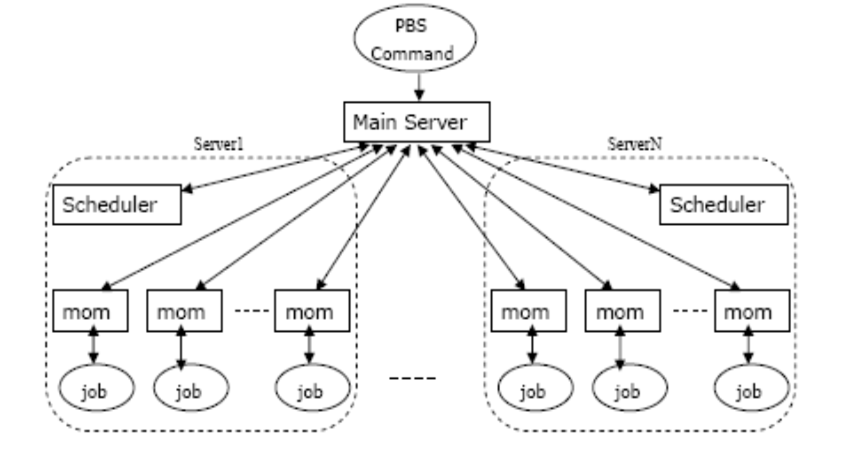 PBS
Command
Main Server
Server1
ServerN
Scheduler
Scheduler
mom
mom
mom
mom
mom
mom
job
job
job
job
job
job